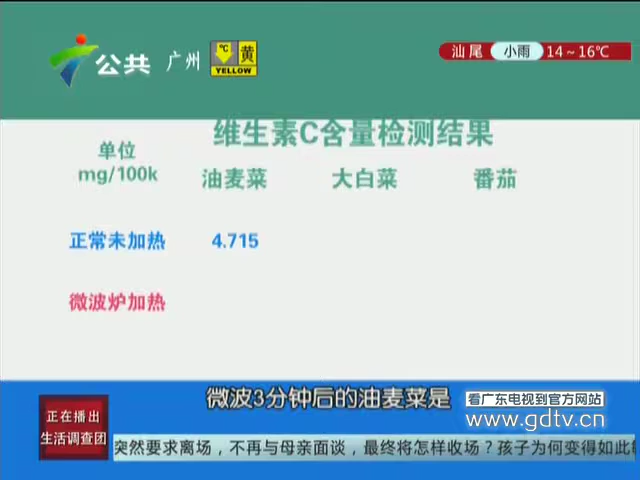 公共 广州 ℃ 黄 YELLOW
汕尾 小雨 14～16℃
维生素C含量检测结果
单位
mg/100k
油麦菜 大白菜 番茄
正常未加热 4.715
微波炉加热
微波3分钟后的油麦菜是
看广东电视到官方网站
www.gdtv.cn
正在播出
生活调查团
突然要求离场，不再与母亲面谈，最终将怎样收场？孩子为何变得如此